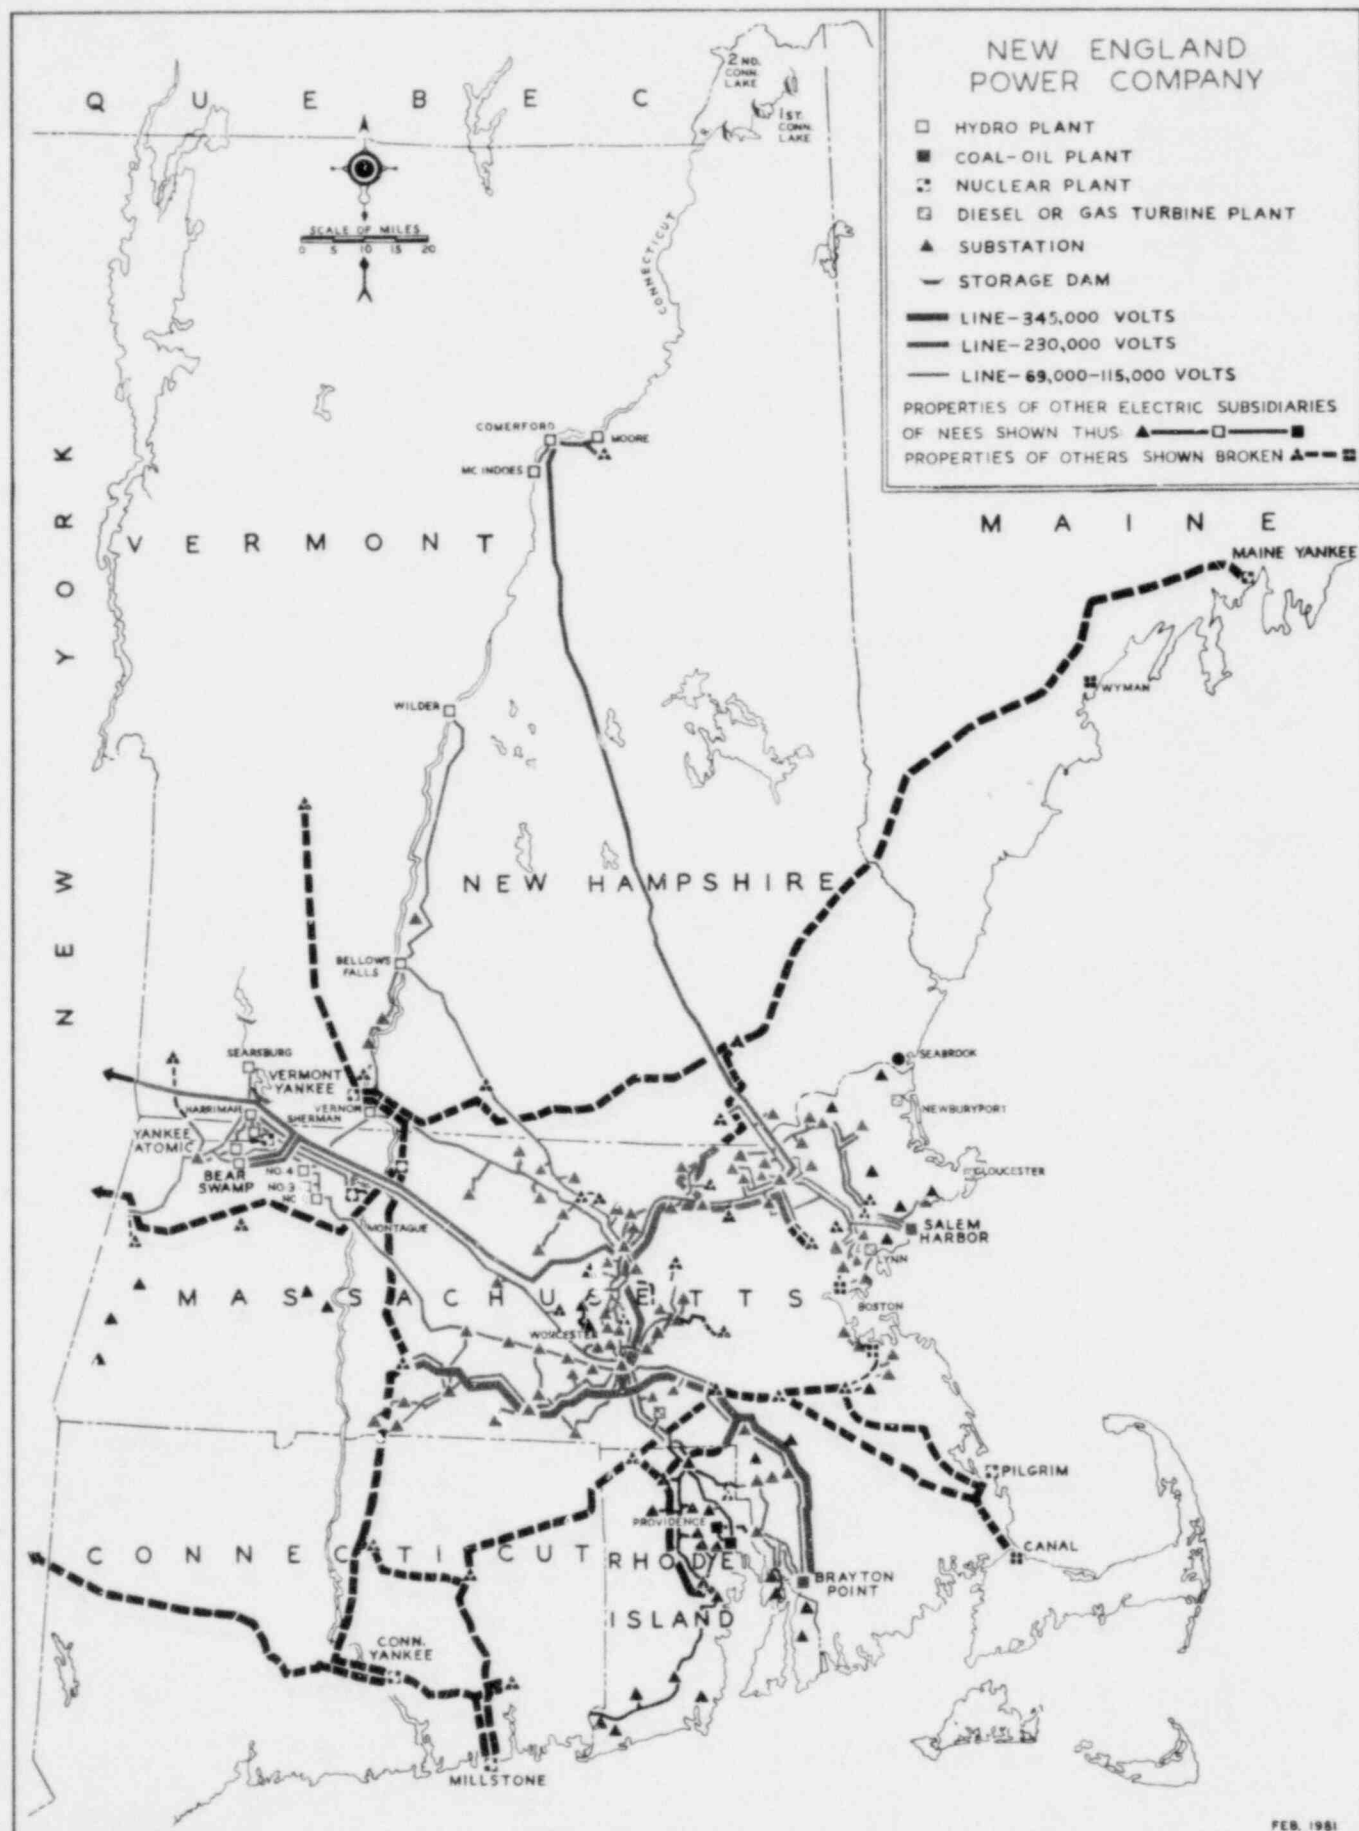 NEW ENGLAND
POWER COMPANY
HYDRO PLANT
COAL-OIL PLANT
NUCLEAR PLANT
DIESEL OR GAS TURBINE PLANT
SUBSTATION
STORAGE DAM
LINE-345,000 VOLTS
LINE-230,000 VOLTS
LINE-69,000-115,000 VOLTS
PROPERTIES OF OTHER ELECTRIC SUBSIDIARIES
OF NEES SHOWN THUS
PROPERTIES OF OTHERS SHOWN BROKEN
QUEBEC
2 ND.
CONN.
LAKE
1ST.
CONN.
LAKE
SCALE OF MILES
0 5 10 15 20
CONNECTICUT
COMERFORD
MOORE
MC INDOES
NEW YORK
VERMONT
MAINE
MAINE YANKEE
WYMAN
WILDER
NEW HAMPSHIRE
BELLOWS
FALLS
SEARSBURG
VERMONT
YANKEE
SEABROOK
HARRIMAN
SHERMAN
VERNON
NEWBURYPORT
YANKEE
ATOMIC
BEAR
SWAMP
NO. 4
NO. 3
NO
GLOUCESTER
MONTAGUE
SALEM
HARBOR
LYNN
MASSACHUSETTS
BOSTON
WORCESTER
PILGRIM
PROVIDENCE
CONNECTICUT
RHODE
ISLAND
BRAYTON
POINT
CANAL
CONN.
YANKEE
MILLSTONE
FEB. 1981